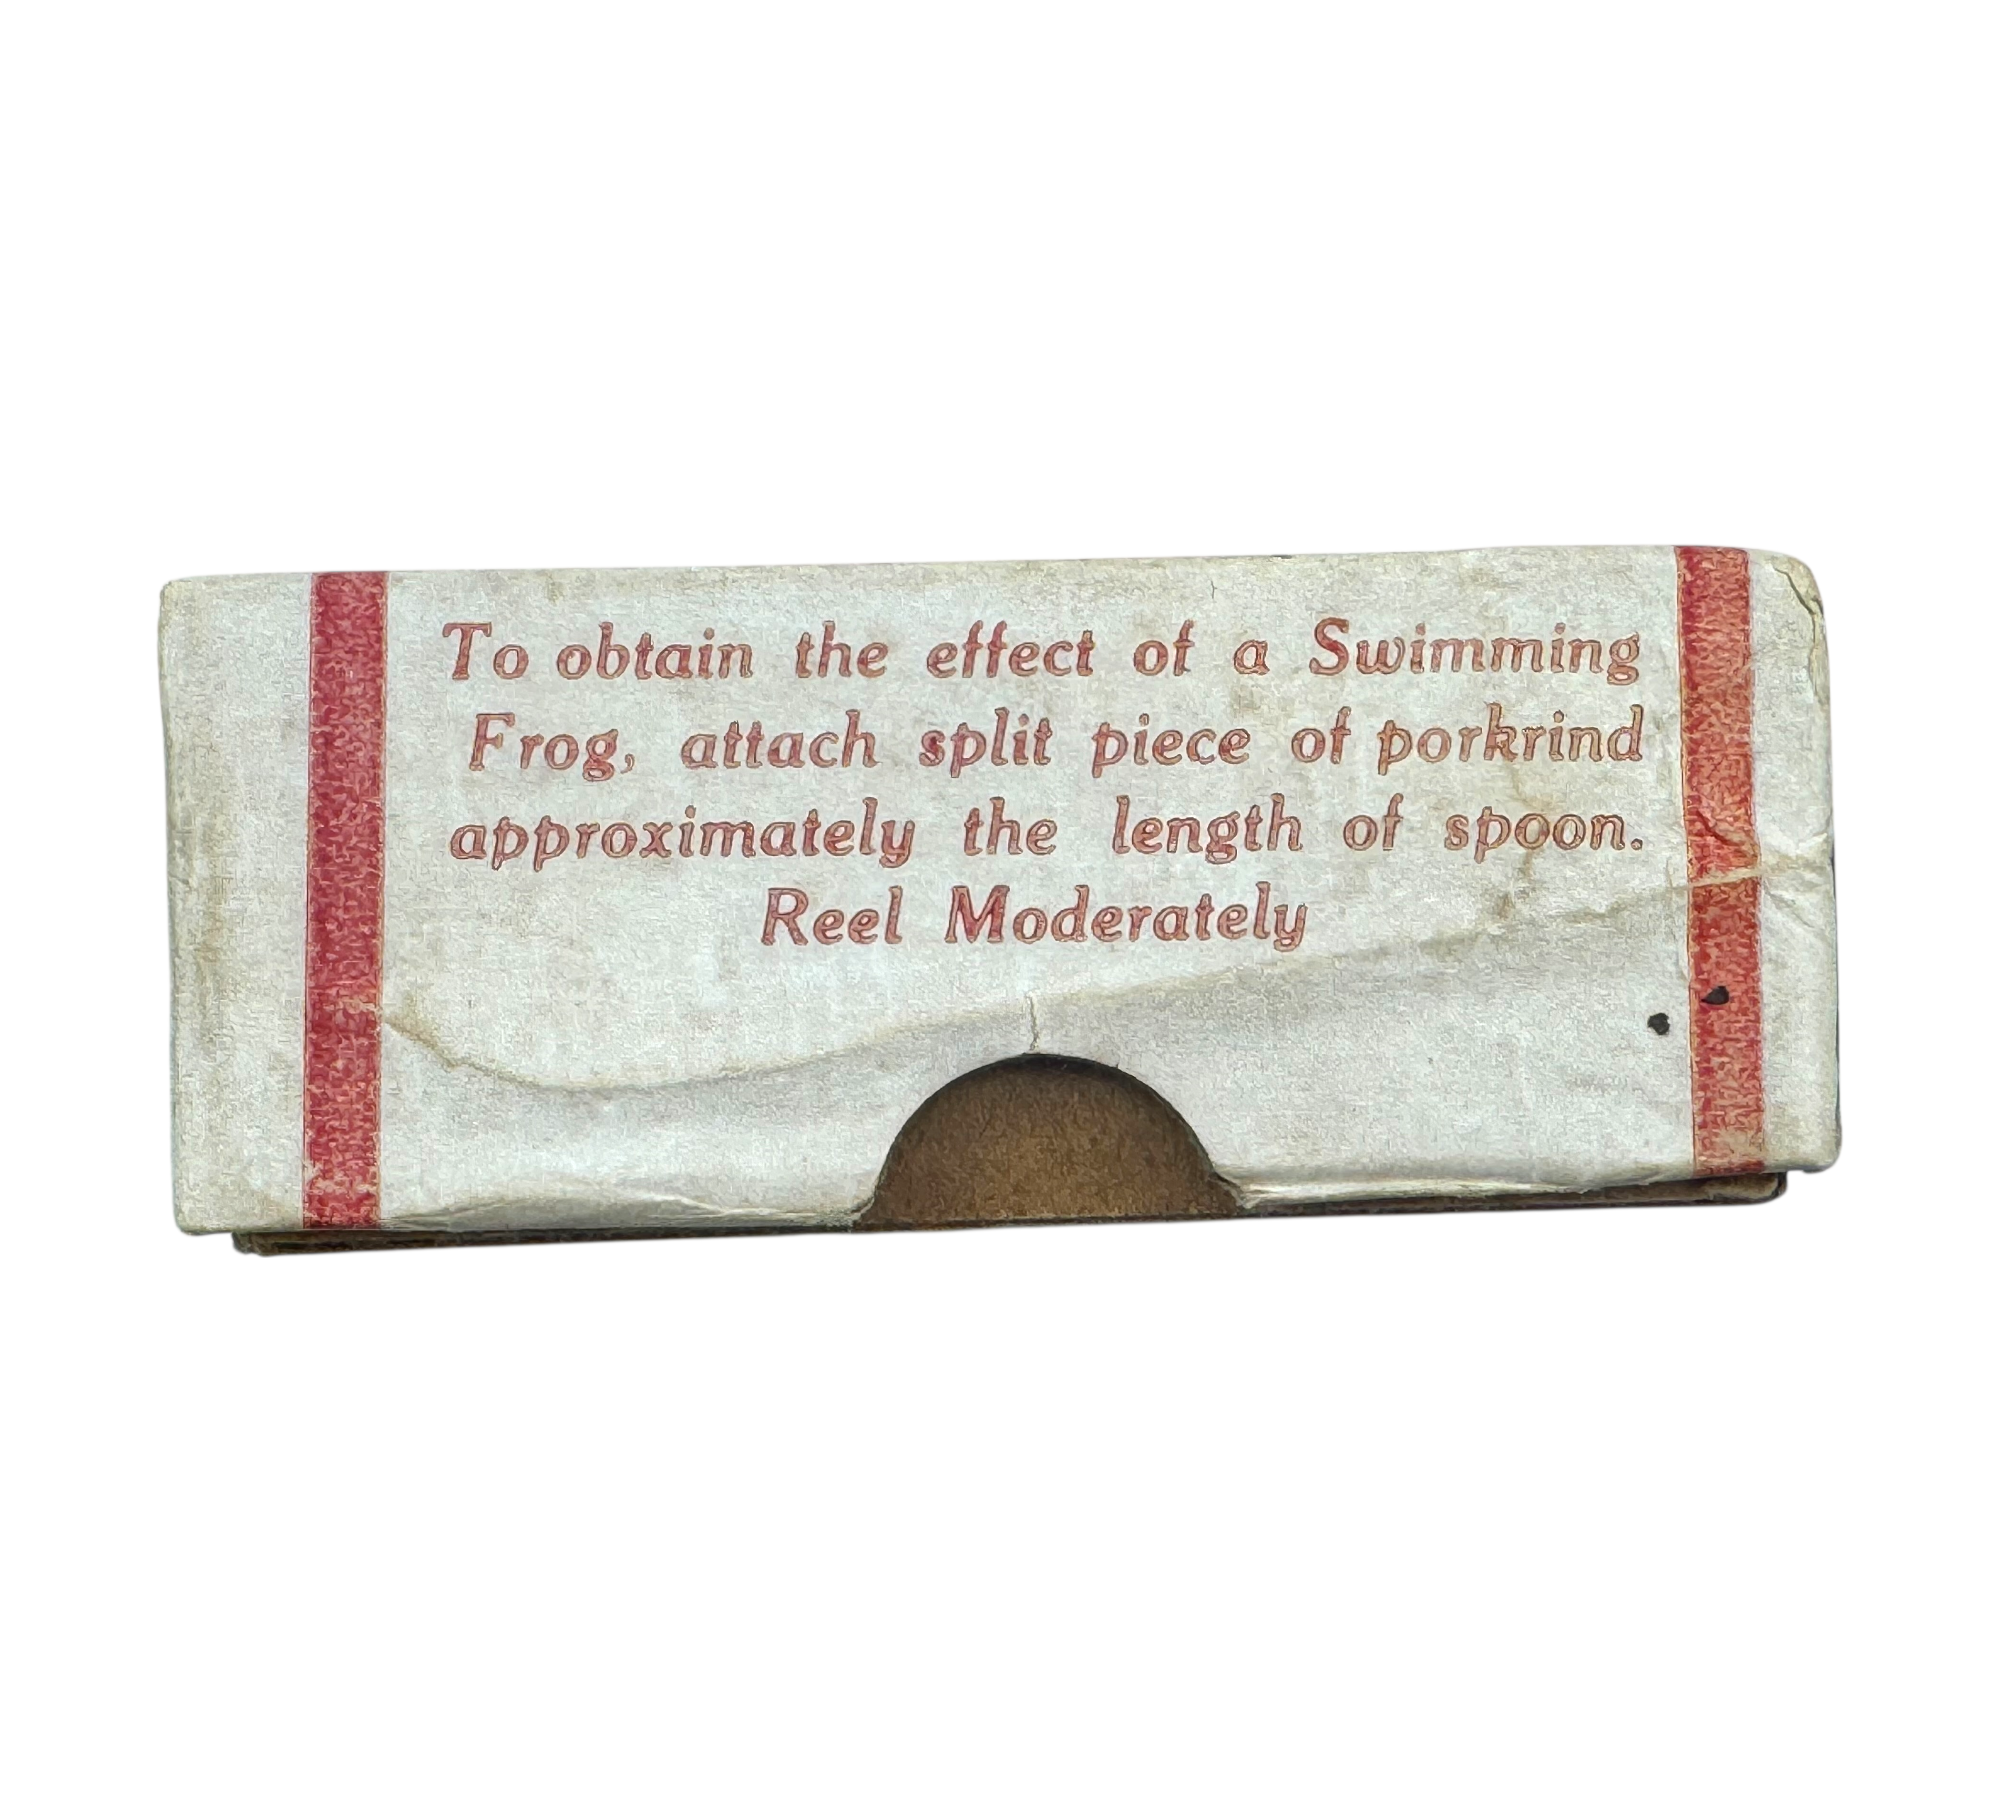 To obtain the effect of a Swimming
Frog, attach split piece of porkrind
approximately the length of spoon.
Reel Moderately